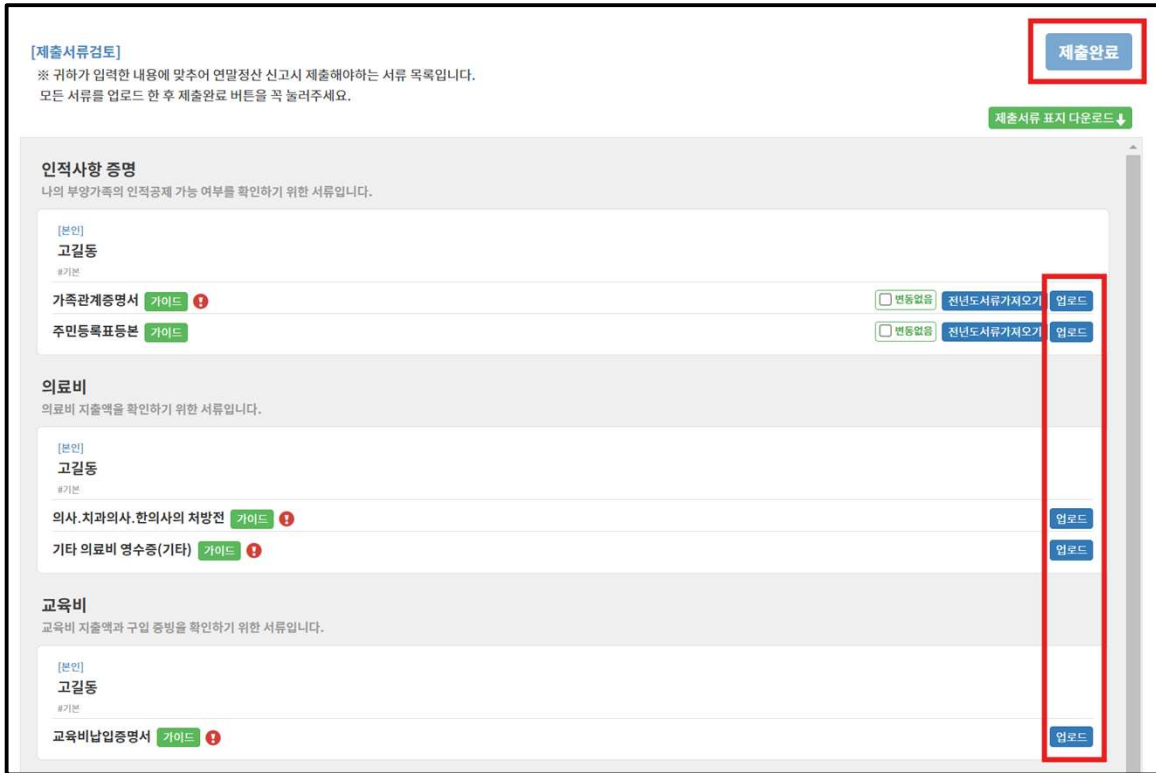 [제출서류검토]
제출완료
※ 귀하가 입력한 내용에 맞추어 연말정산 신고시 제출해야하는 서류 목록입니다.
모든 서류를 업로드 한 후 제출완료 버튼을 꼭 눌러주세요.
제출서류 표지 다운로드
인적사항 증명
나의 부양가족의 인적공제 가능 여부를 확인하기 위한 서류입니다.
[본인]
고길동
#기본
가족관계증명서 가이드 변동없음 전년도서류가져오기 업로드
주민등록표등본 가이드 변동없음 전년도서류가져오기 업로드
의료비
의료비 지출액을 확인하기 위한 서류입니다.
[본인]
고길동
#기본
의사.치과의사.한의사의 처방전 가이드 업로드
기타 의료비 영수증(기타) 가이드 업로드
교육비
교육비 지출액과 구입 증빙을 확인하기 위한 서류입니다.
[본인]
고길동
#기본
교육비납입증명서 가이드 업로드